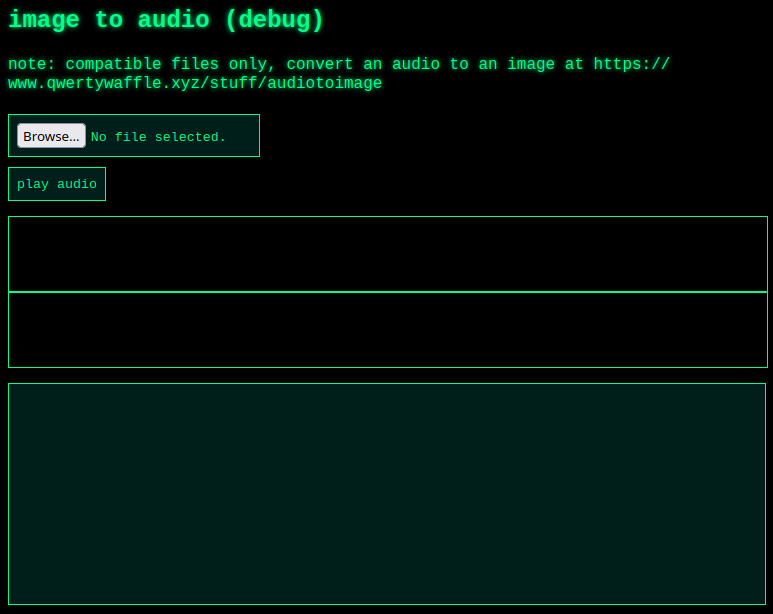 image to audio (debug)
note: compatible files only, convert an audio to an image at https://
www.qwertywaffle.xyz/stuff/audiotoimage
Browse... No file selected.
play audio